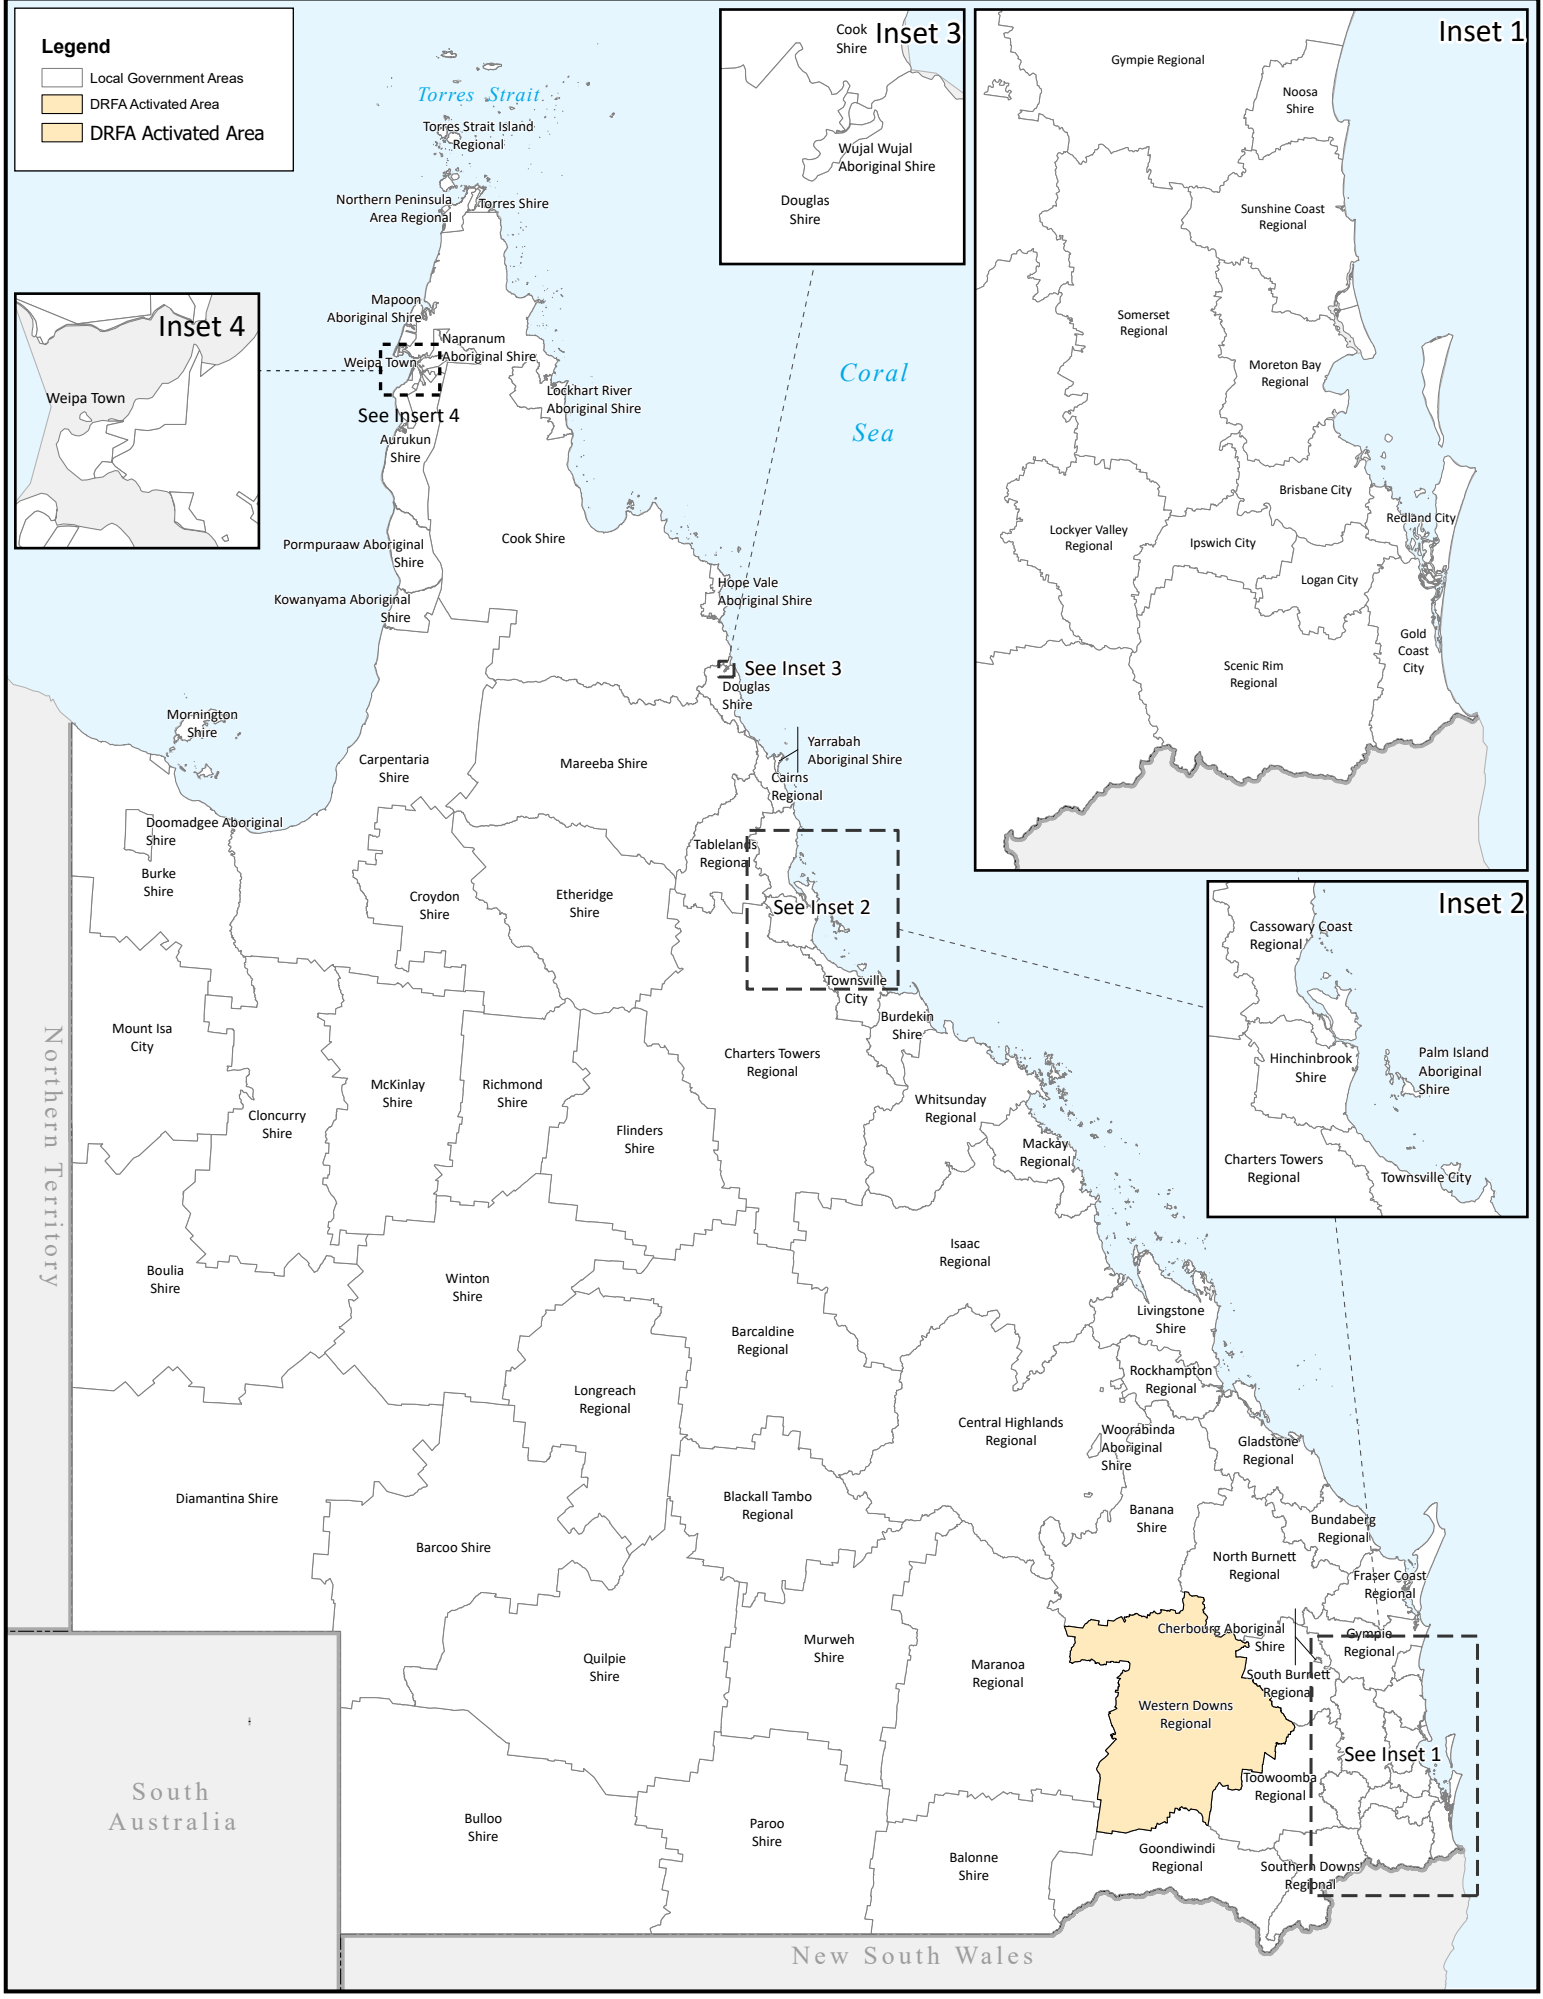 Legend
Local Government Areas
DRFA Activated Area
DRFA Activated Area
Torres Strait
Torres Strait Island
Regional
Northern Peninsula
Area Regional
Torres Shire
Mapoon
Aboriginal Shire
Napranum
Aboriginal Shire
Weipa Town
See Insert 4
Lockhart River
Aboriginal Shire
Aurukun
Shire
Coral
Sea
Cook Shire
Pormpuraaw Aboriginal
Shire
Kowanyama Aboriginal
Shire
Hope Vale
Aboriginal Shire
See Inset 3
Douglas
Shire
Mornington
Shire
Carpentaria
Shire
Mareeba Shire
Yarrabah
Aboriginal Shire
Cairns
Regional
Doomadgee Aboriginal
Shire
Burke
Shire
Croydon
Shire
Etheridge
Shire
Tablelands
Regional
See Inset 2
Townsville
City
Burdekin
Shire
Mount Isa
City
Cloncurry
Shire
McKinlay
Shire
Richmond
Shire
Flinders
Shire
Charters Towers
Regional
Whitsunday
Regional
Mackay
Regional
Northern Territory
Boulia
Shire
Winton
Shire
Isaac
Regional
Livingstone
Shire
Barcaldine
Regional
Longreach
Regional
Rockhampton
Regional
Central Highlands
Regional
Woorabinda
Aboriginal
Shire
Gladstone
Regional
Diamantina Shire
Blackall Tambo
Regional
Banana
Shire
Bundaberg
Regional
Barcoo Shire
North Burnett
Regional
Fraser Coast
Regional
Cherbourg Aboriginal
Shire
Gympie
Regional
Quilpie
Shire
Murweh
Shire
Maranoa
Regional
South Burnett
Regional
Western Downs
Regional
See Inset 1
Toowoomba
Regional
South
Australia
Bulloo
Shire
Paroo
Shire
Balonne
Shire
Goondiwindi
Regional
Southern Downs
Regional
New South Wales
Inset 4
Weipa Town
Inset 3
Cook
Shire
Wujal Wujal
Aboriginal Shire
Douglas
Shire
Inset 1
Gympie Regional
Noosa
Shire
Sunshine Coast
Regional
Somerset
Regional
Moreton Bay
Regional
Brisbane City
Redland City
Lockyer Valley
Regional
Ipswich City
Logan City
Gold
Coast
City
Scenic Rim
Regional
Inset 2
Cassowary Coast
Regional
Hinchinbrook
Shire
Palm Island
Aboriginal
Shire
Charters Towers
Regional
Townsville City